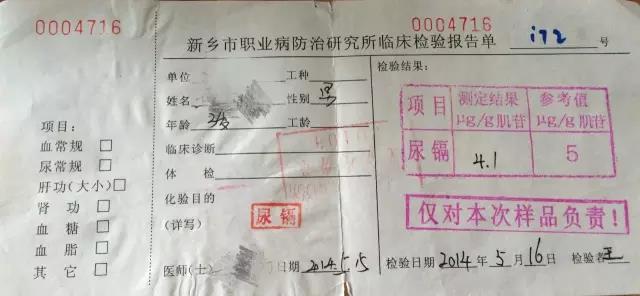 0004716
0004716
新乡市职业病防治研究所临床检验报告单 i72 号
项目:
血常规 □
尿常规 □
肝功(大小) □
肾功 □
血糖 □
血脂 □
其它 □
单位 工种
姓名 性别 男
年龄 工龄
临床诊断
体检
化验目的
(详写)
尿镉
医师(士) 日期 2014.5.15
检验结果:
项目 测定结果 μg/g肌苷 参考值 μg/g肌苷
尿镉 4.1 5
仅对本次样品负责!
检验日期 2014 年 5 月 16 日 检验者 王